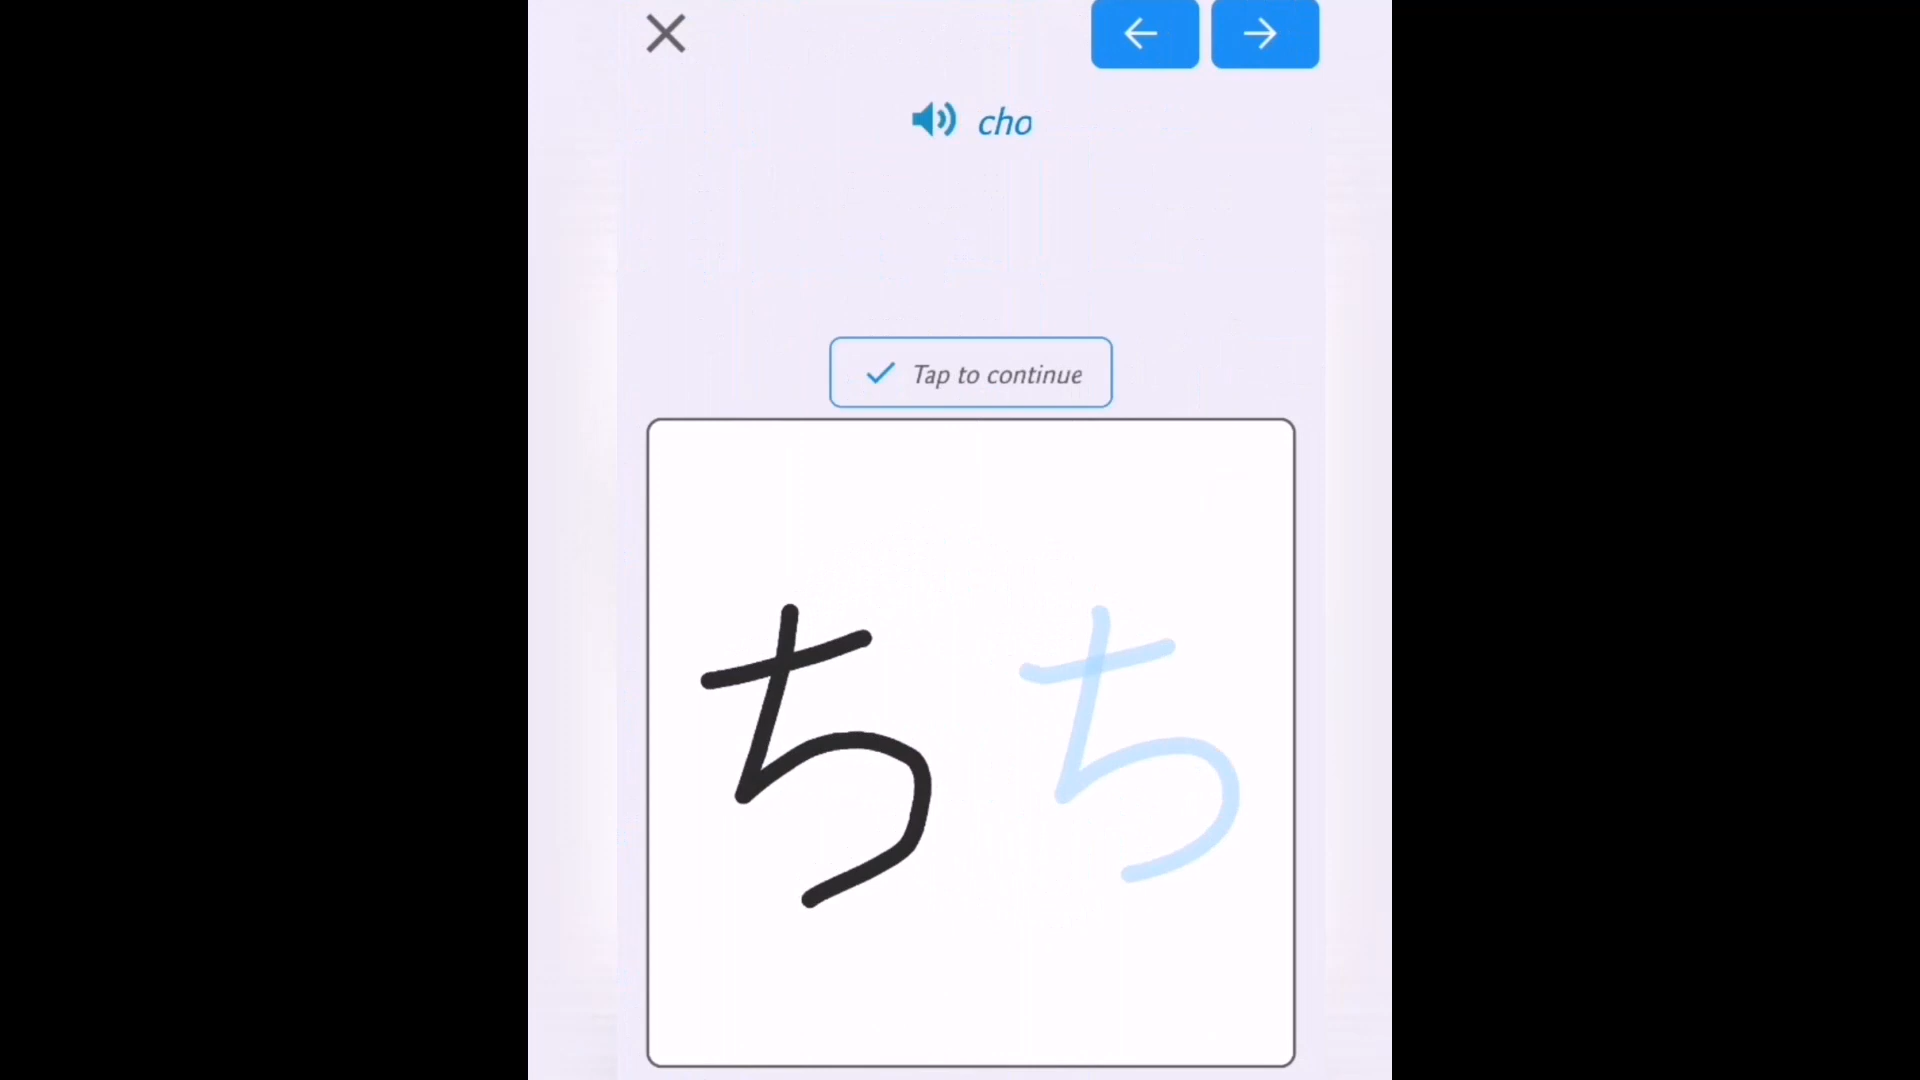 cho
Tap to continue
ち ち